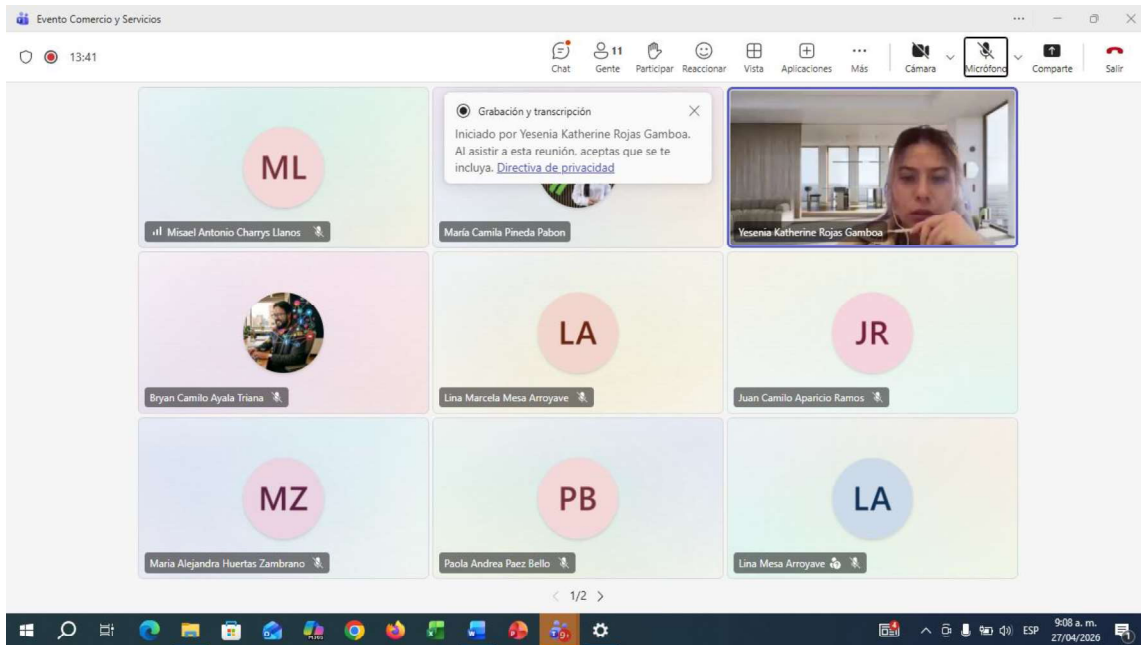 Evento Comercio y Servicios
13:41
Chat
11
Gente
Participar
Reaccionar
Vista
Aplicaciones
Más
Cámara
Micrófono
Comparte
Salir
ML
Misael Antonio Charrys Llanos
Grabación y transcripción
Iniciado por Yesenia Katherine Rojas Gamboa.
Al asistir a esta reunión, aceptas que se te
incluya. Directiva de privacidad
María Camila Pineda Pabon
Yesenia Katherine Rojas Gamboa
Bryan Camilo Ayala Triana
LA
Lina Marcela Mesa Arroyave
JR
Juan Camilo Aparicio Ramos
MZ
Maria Alejandra Huertas Zambrano
PB
Paola Andrea Paez Bello
LA
Lina Mesa Arroyave
1/2
ESP
9:08 a. m.
27/04/2026